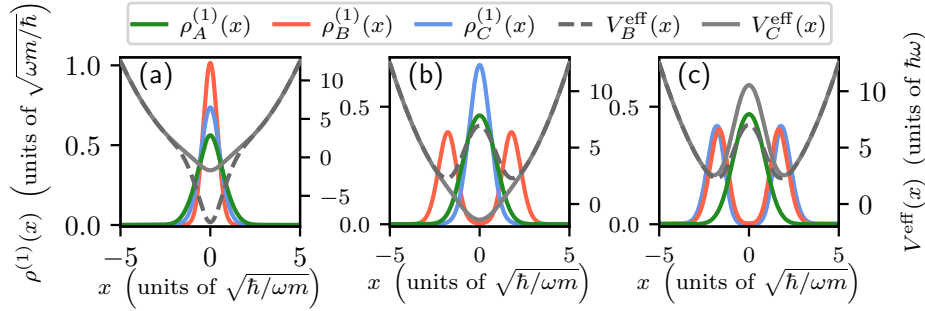 ρ_A^(1)(x) ρ_B^(1)(x) ρ_C^(1)(x) V_B^eff(x) V_C^eff(x)
ρ^(1)(x) (units of √ωm/ħ)
(a)
1.0
0.5
0.0
10
5
0
−5
−5 0 5
x (units of √ħ/ωm)
(b)
0.5
0.0
10
5
0
−5 0 5
x (units of √ħ/ωm)
(c)
0.5
0.0
10
5
0
−5 0 5
x (units of √ħ/ωm)
V^eff(x) (units of ħω)